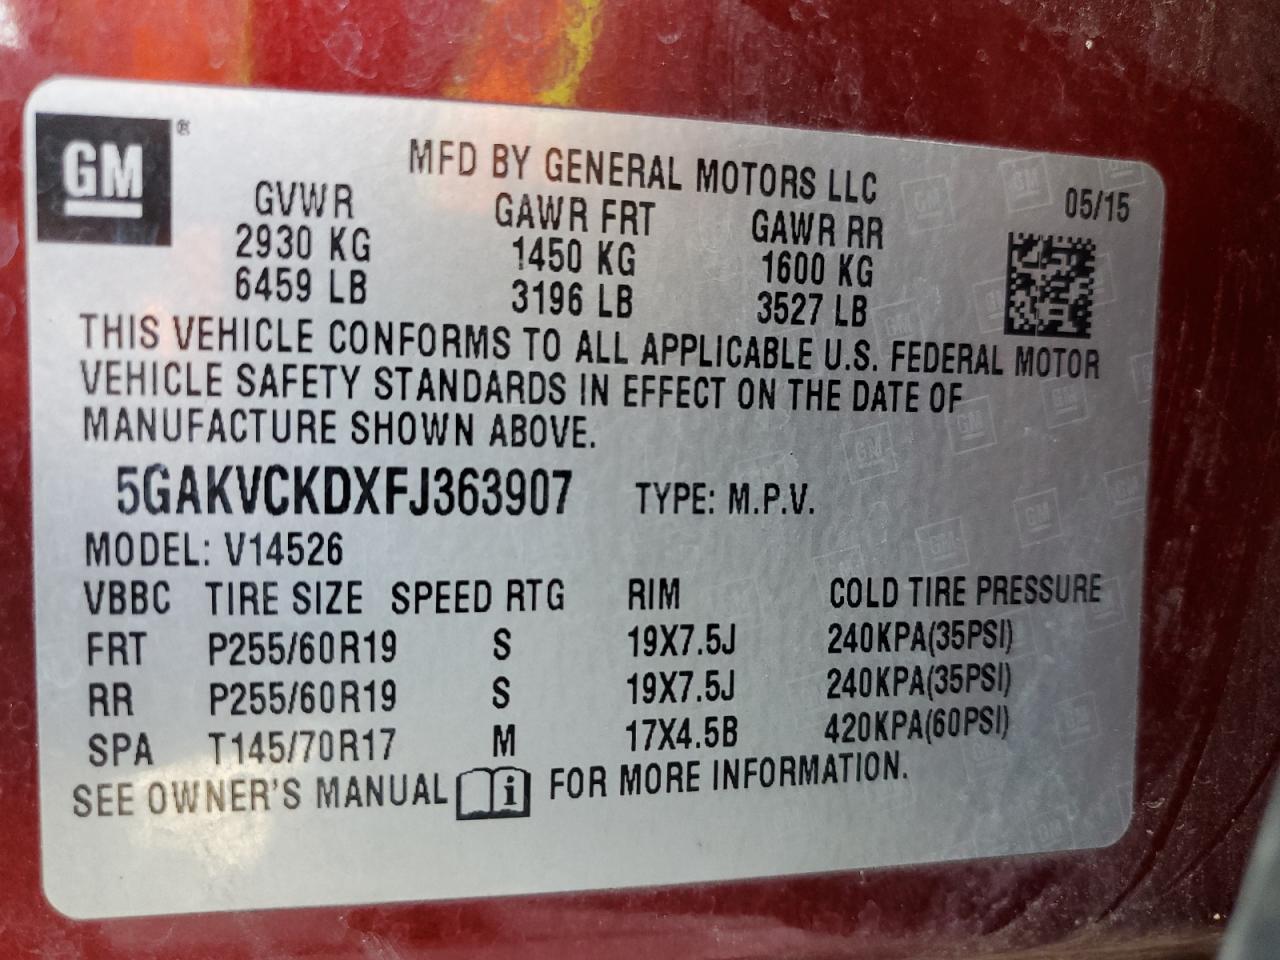 GM®
MFD BY GENERAL MOTORS LLC
05/15
GVWR GAWR FRT GAWR RR
2930 KG 1450 KG 1600 KG
6459 LB 3196 LB 3527 LB
THIS VEHICLE CONFORMS TO ALL APPLICABLE U.S. FEDERAL MOTOR
VEHICLE SAFETY STANDARDS IN EFFECT ON THE DATE OF
MANUFACTURE SHOWN ABOVE.
5GAKVCKDXFJ363907 TYPE: M.P.V.
MODEL: V14526
VBBC TIRE SIZE SPEED RTG RIM COLD TIRE PRESSURE
FRT P255/60R19 S 19X7.5J 240KPA(35PSI)
RR P255/60R19 S 19X7.5J 240KPA(35PSI)
SPA T145/70R17 M 17X4.5B 420KPA(60PSI)
SEE OWNER'S MANUAL i FOR MORE INFORMATION.